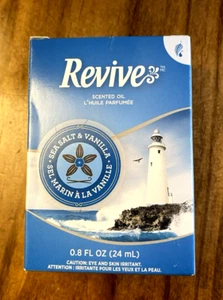 Revive
SCENTED OIL
L'HUILE PARFUMÉE
SEA SALT & VANILLA
SEL MARIN À LA VANILLE
0.8 FL OZ (24 mL)
CAUTION: EYE AND SKIN IRRITANT.
ATTENTION : IRRITANTE POUR LES YEUX ET LA PEAU.